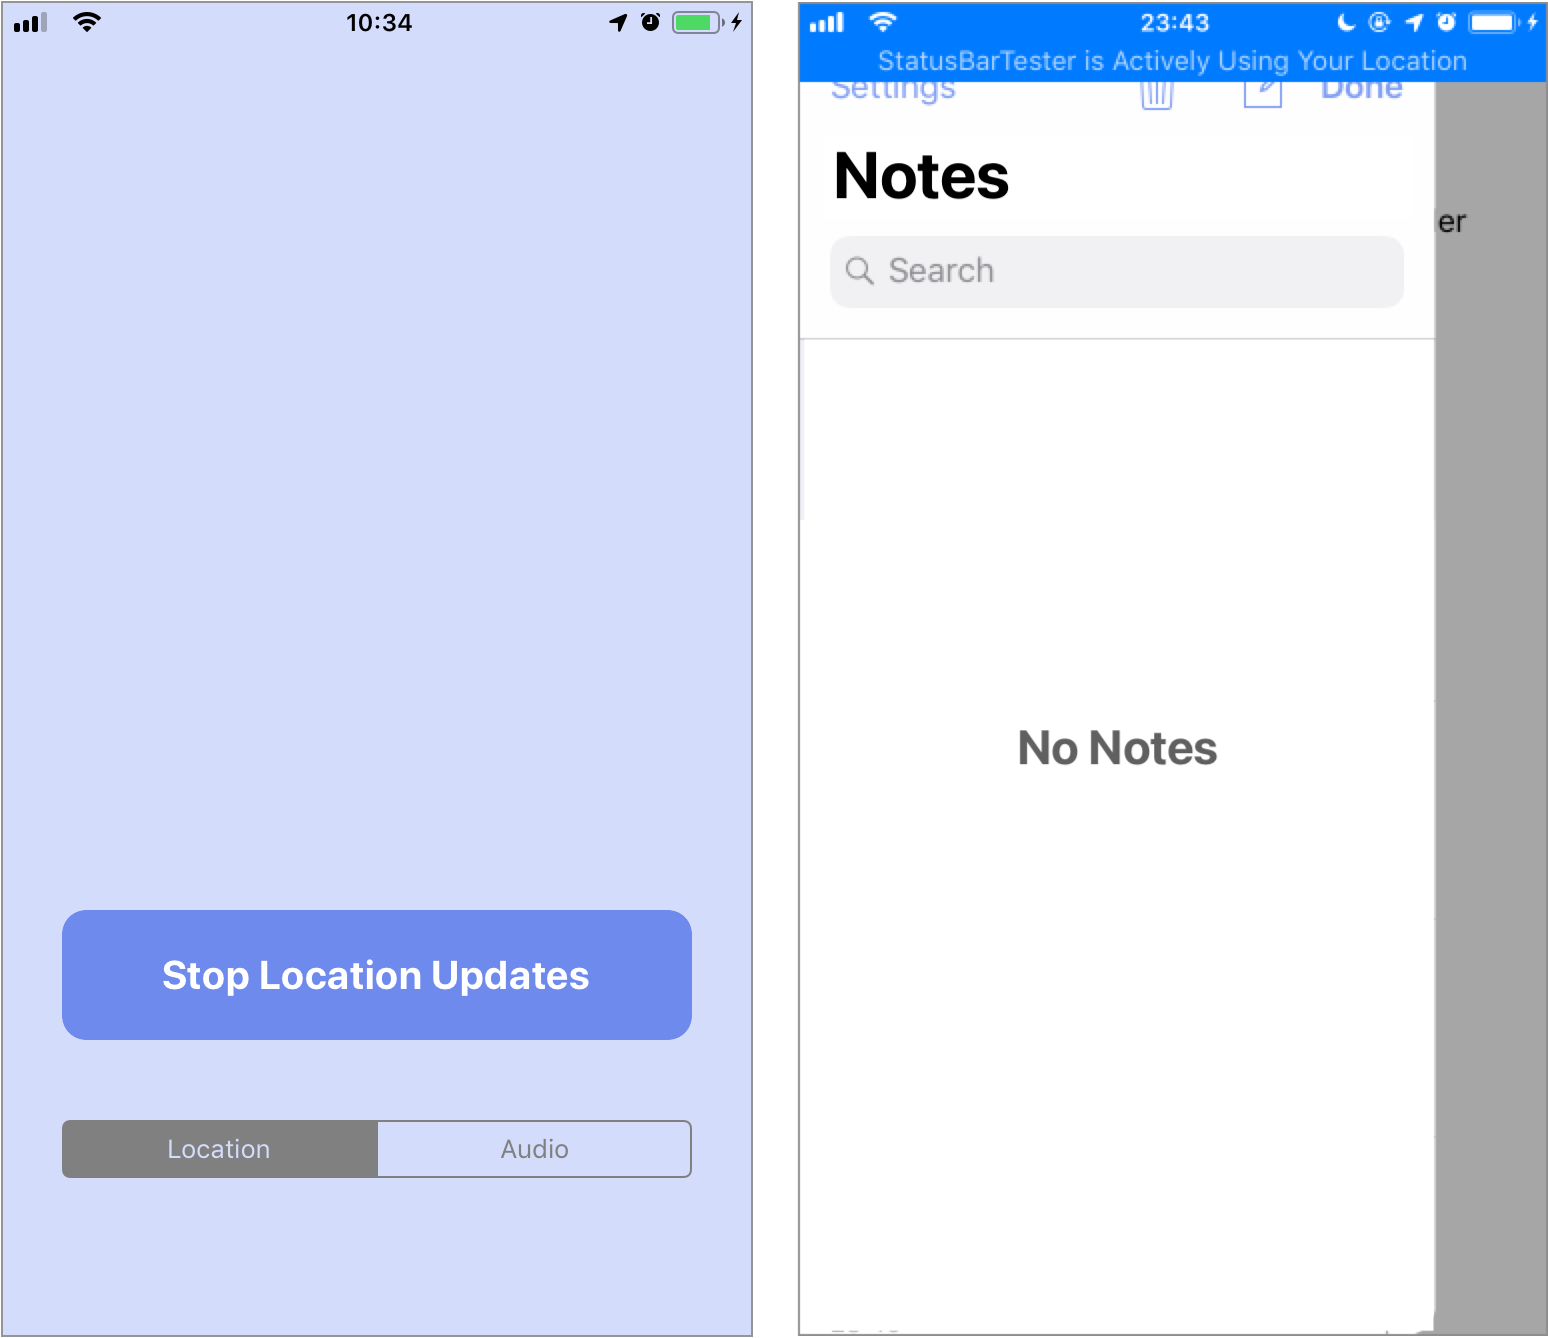 10:34
Stop Location Updates
Location Audio
23:43
StatusBarTester is Actively Using Your Location
Settings Done
Notes
er
Search
No Notes